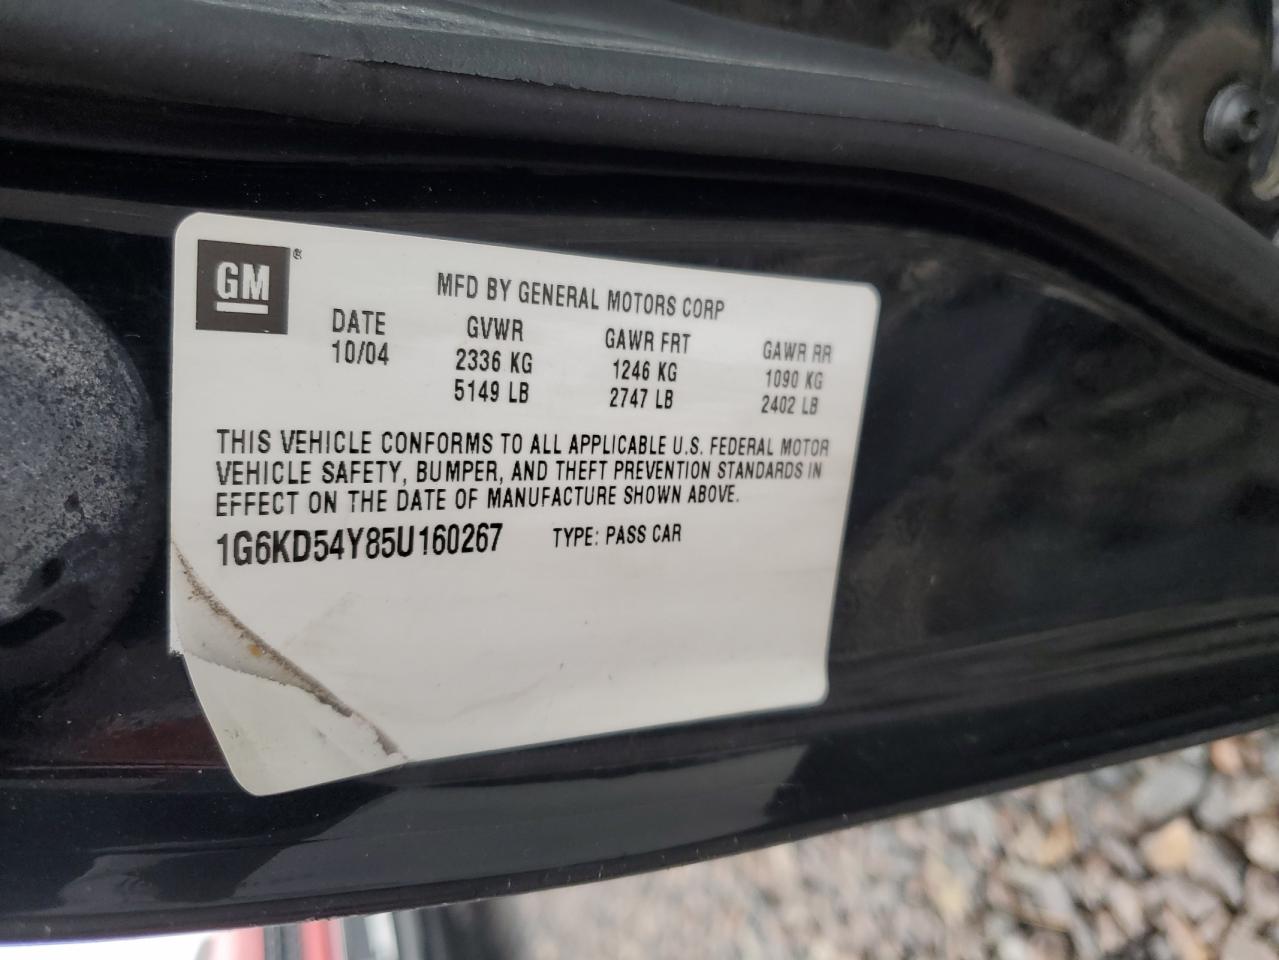 GM ®
MFD BY GENERAL MOTORS CORP
DATE GVWR GAWR FRT GAWR RR
10/04 2336 KG 1246 KG 1090 KG
5149 LB 2747 LB 2402 LB
THIS VEHICLE CONFORMS TO ALL APPLICABLE U.S. FEDERAL MOTOR
VEHICLE SAFETY, BUMPER, AND THEFT PREVENTION STANDARDS IN
EFFECT ON THE DATE OF MANUFACTURE SHOWN ABOVE.
1G6KD54Y85U160267 TYPE: PASS CAR